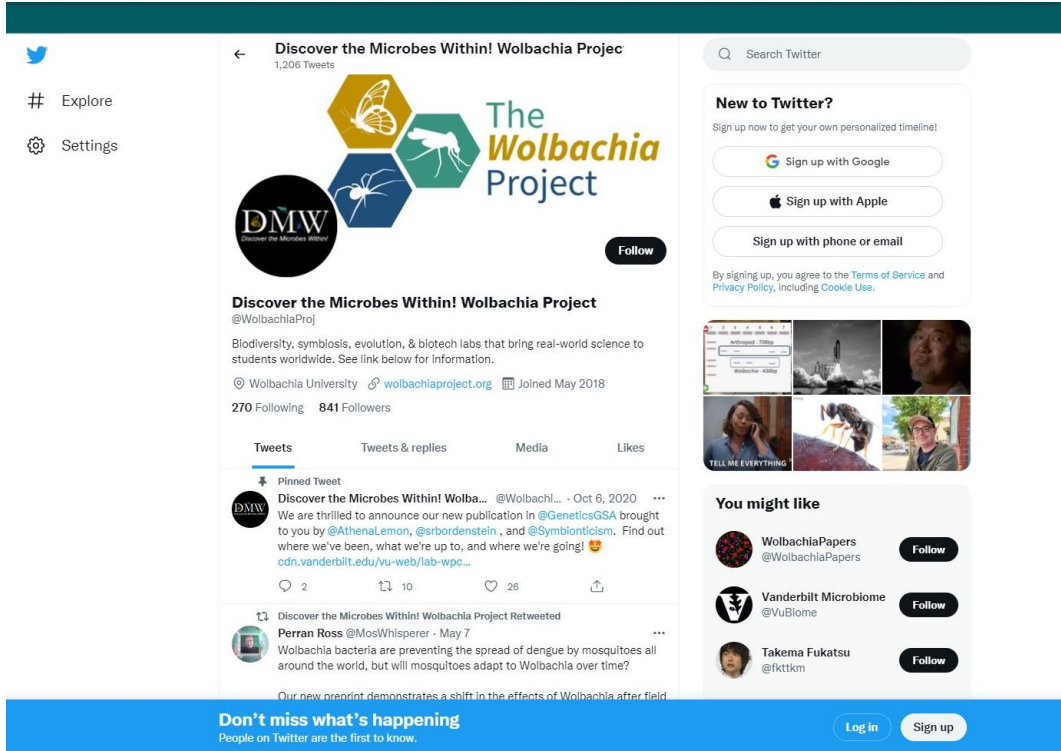 Explore
Settings
Discover the Microbes Within! Wolbachia Projec
1,206 Tweets
The
Wolbachia
Project
DMW
Discover the Microbes Within!
Follow
Discover the Microbes Within! Wolbachia Project
@WolbachiaProj
Biodiversity, symbiosis, evolution, & biotech labs that bring real-world science to
students worldwide. See link below for information.
Wolbachia University wolbachiaproject.org Joined May 2018
270 Following 841 Followers
Tweets Tweets & replies Media Likes
Pinned Tweet
Discover the Microbes Within! Wolba... @Wolbachi... · Oct 6, 2020 ···
DMW
We are thrilled to announce our new publication in @GeneticsGSA brought
to you by @AthenaLemon, @srbordenstein , and @Symbionticism. Find out
where we've been, what we're up to, and where we're going! 🤩
cdn.vanderbilt.edu/vu-web/lab-wpc...
2 10 26
Discover the Microbes Within! Wolbachia Project Retweeted
Perran Ross @MosWhisperer · May 7 ···
Wolbachia bacteria are preventing the spread of dengue by mosquitoes all
around the world, but will mosquitoes adapt to Wolbachia over time?
Our new preprint demonstrates a shift in the effects of Wolbachia after field
Search Twitter
New to Twitter?
Sign up now to get your own personalized timeline!
Sign up with Google
Sign up with Apple
Sign up with phone or email
By signing up, you agree to the Terms of Service and
Privacy Policy, including Cookie Use.
1 2 3 4 5 6 7
Arthropod - 708bp
Wolbachia - 438bp
TELL ME EVERYTHING
You might like
WolbachiaPapers
@WolbachiaPapers
Follow
Vanderbilt Microbiome
@VuBiome
Follow
Takema Fukatsu
@fkttkm
Follow
Don't miss what's happening
People on Twitter are the first to know.
Log in Sign up